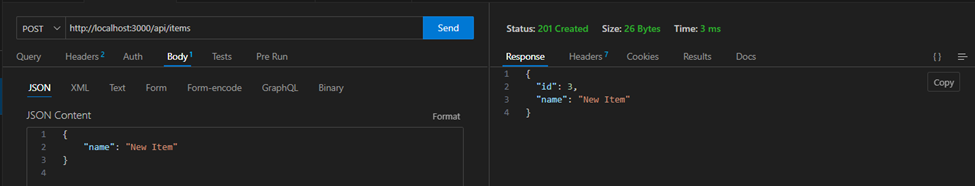 POST http://localhost:3000/api/items Send
Query Headers 2 Auth Body 1 Tests Pre Run
JSON XML Text Form Form-encode GraphQL Binary
JSON Content Format
1 {
2 "name": "New Item"
3 }
4
Status: 201 Created Size: 26 Bytes Time: 3 ms
Response Headers 7 Cookies Results Docs { }
Copy
1 {
2 "id": 3,
3 "name": "New Item"
4 }